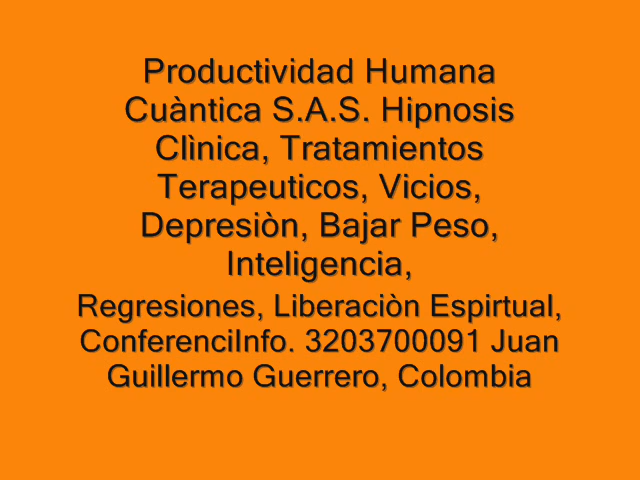 Productividad Humana
Cuàntica S.A.S. Hipnosis
Clìnica, Tratamientos
Terapeuticos, Vicios,
Depresiòn, Bajar Peso,
Inteligencia,
Regresiones, Liberaciòn Espirtual,
ConferenciInfo. 3203700091 Juan
Guillermo Guerrero, Colombia